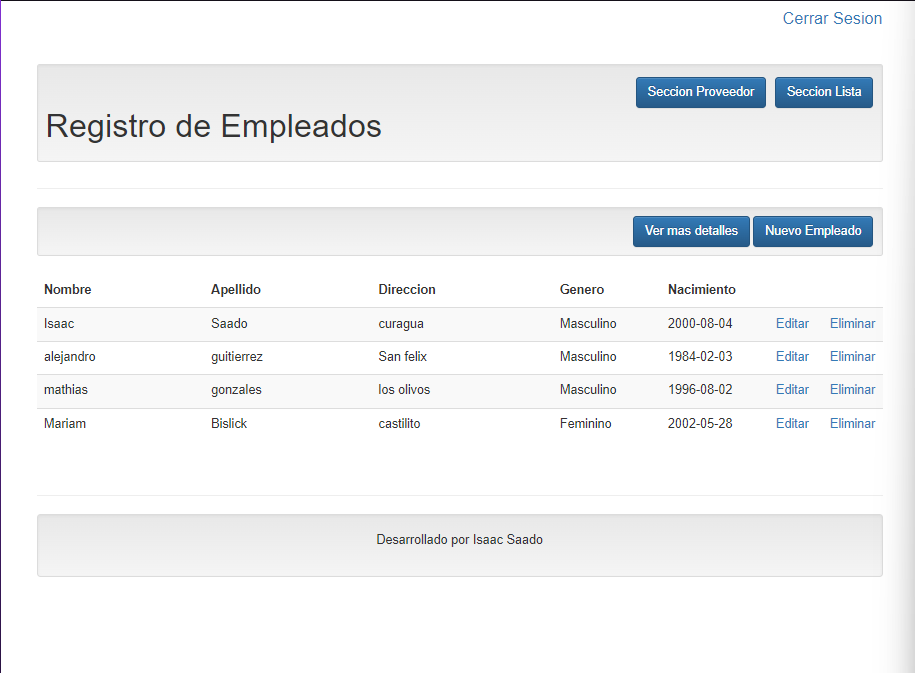 Cerrar Sesion
Seccion Proveedor Seccion Lista
Registro de Empleados
Ver mas detalles Nuevo Empleado
Nombre Apellido Direccion Genero Nacimiento
Isaac Saado curagua Masculino 2000-08-04 Editar Eliminar
alejandro guitierrez San felix Masculino 1984-02-03 Editar Eliminar
mathias gonzales los olivos Masculino 1996-08-02 Editar Eliminar
Mariam Bislick castilito Feminino 2002-05-28 Editar Eliminar
Desarrollado por Isaac Saado